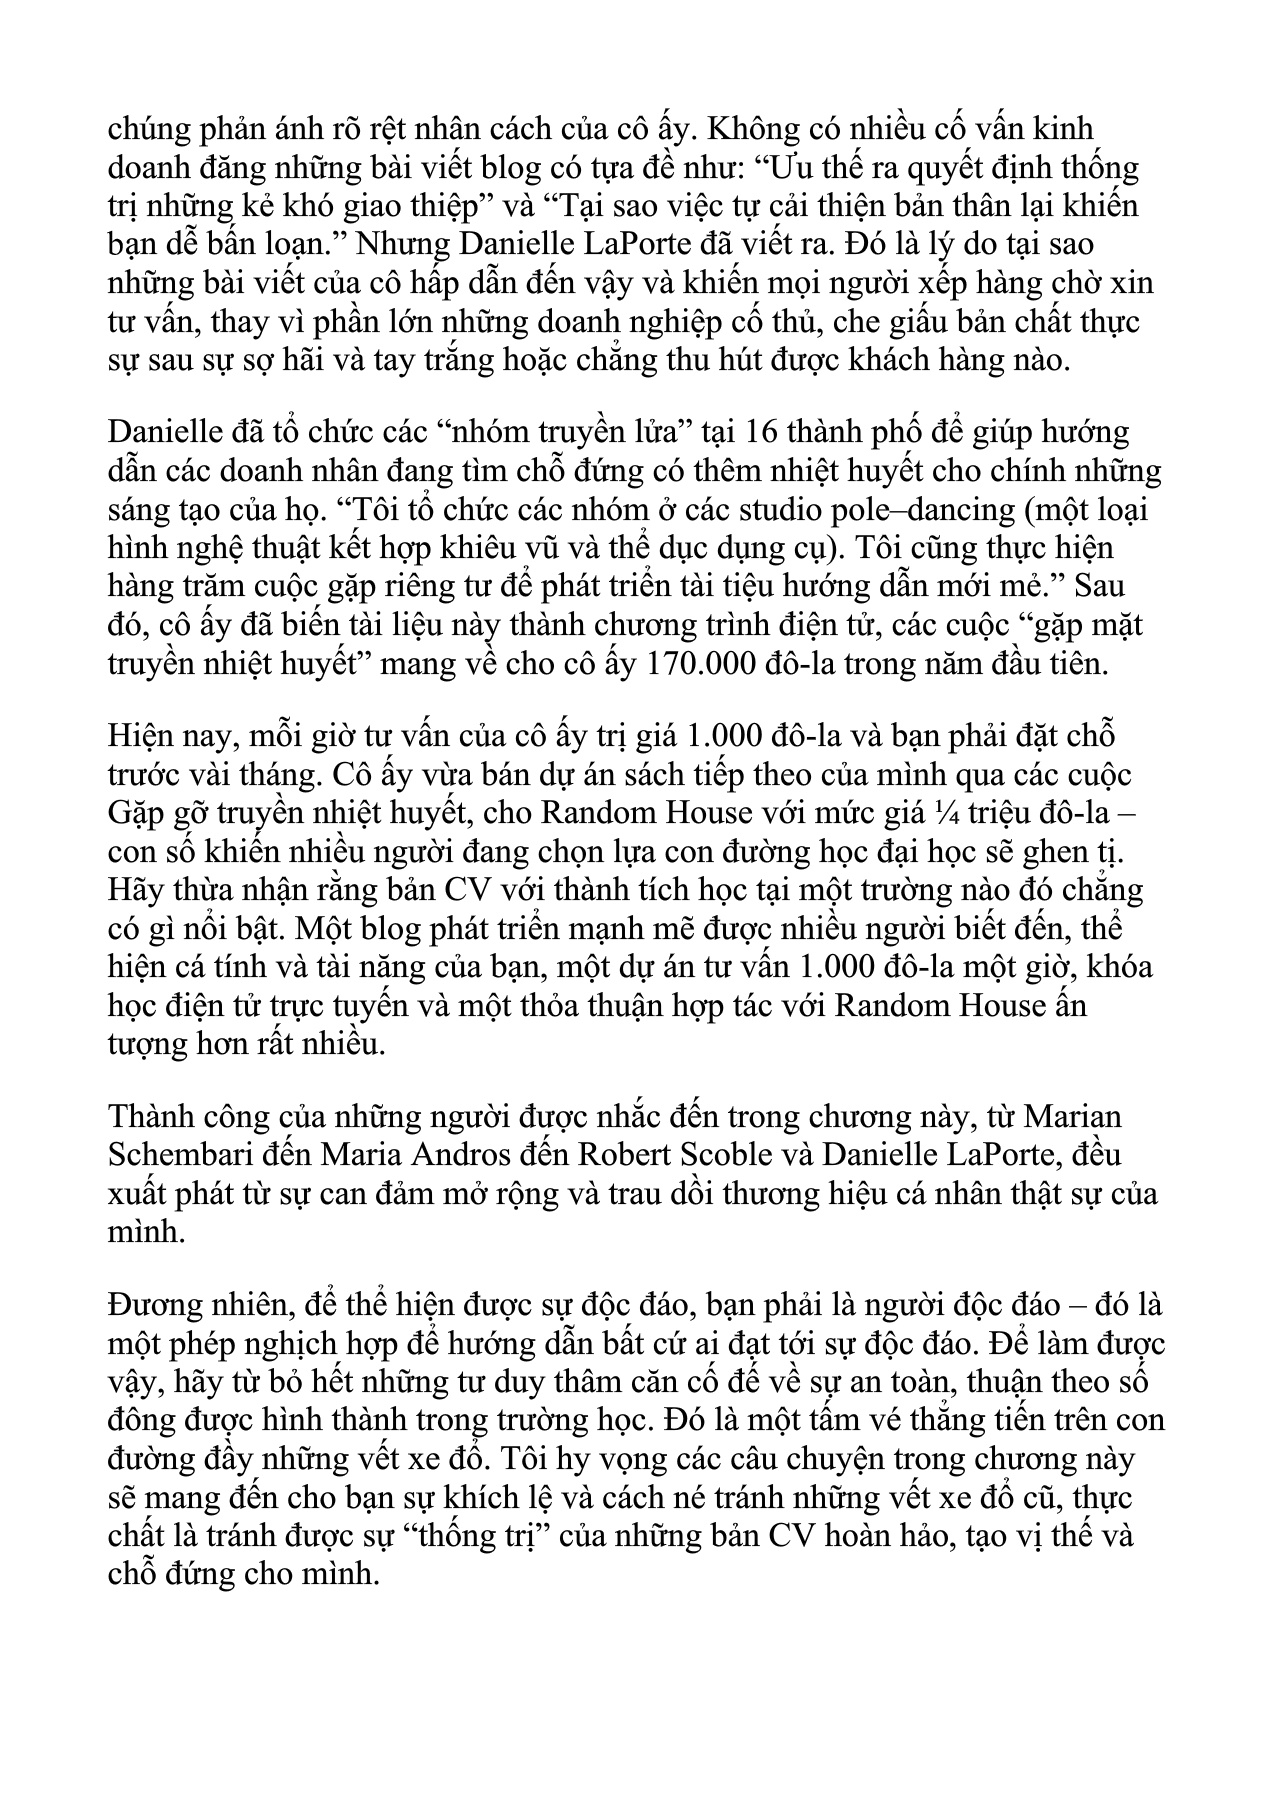 chúng phản ánh rõ rệt nhân cách của cô ấy. Không có nhiều cố vấn kinh
doanh đăng những bài viết blog có tựa đề như: “Ưu thế ra quyết định thống
trị những kẻ khó giao thiệp” và “Tại sao việc tự cải thiện bản thân lại khiến
bạn dễ bấn loạn.” Nhưng Danielle LaPorte đã viết ra. Đó là lý do tại sao
những bài viết của cô hấp dẫn đến vậy và khiến mọi người xếp hàng chờ xin
tư vấn, thay vì phần lớn những doanh nghiệp cố thủ, che giấu bản chất thực
sự sau sự sợ hãi và tay trắng hoặc chẳng thu hút được khách hàng nào.
Danielle đã tổ chức các “nhóm truyền lửa” tại 16 thành phố để giúp hướng
dẫn các doanh nhân đang tìm chỗ đứng có thêm nhiệt huyết cho chính những
sáng tạo của họ. “Tôi tổ chức các nhóm ở các studio pole–dancing (một loại
hình nghệ thuật kết hợp khiêu vũ và thể dục dụng cụ). Tôi cũng thực hiện
hàng trăm cuộc gặp riêng tư để phát triển tài tiệu hướng dẫn mới mẻ.” Sau
đó, cô ấy đã biến tài liệu này thành chương trình điện tử, các cuộc “gặp mặt
truyền nhiệt huyết” mang về cho cô ấy 170.000 đô-la trong năm đầu tiên.
Hiện nay, mỗi giờ tư vấn của cô ấy trị giá 1.000 đô-la và bạn phải đặt chỗ
trước vài tháng. Cô ấy vừa bán dự án sách tiếp theo của mình qua các cuộc
Gặp gỡ truyền nhiệt huyết, cho Random House với mức giá ¼ triệu đô-la –
con số khiến nhiều người đang chọn lựa con đường học đại học sẽ ghen tị.
Hãy thừa nhận rằng bản CV với thành tích học tại một trường nào đó chẳng
có gì nổi bật. Một blog phát triển mạnh mẽ được nhiều người biết đến, thể
hiện cá tính và tài năng của bạn, một dự án tư vấn 1.000 đô-la một giờ, khóa
học điện tử trực tuyến và một thỏa thuận hợp tác với Random House ấn
tượng hơn rất nhiều.
Thành công của những người được nhắc đến trong chương này, từ Marian
Schembari đến Maria Andros đến Robert Scoble và Danielle LaPorte, đều
xuất phát từ sự can đảm mở rộng và trau dồi thương hiệu cá nhân thật sự của
mình.
Đương nhiên, để thể hiện được sự độc đáo, bạn phải là người độc đáo – đó là
một phép nghịch hợp để hướng dẫn bất cứ ai đạt tới sự độc đáo. Để làm được
vậy, hãy từ bỏ hết những tư duy thâm căn cố đế về sự an toàn, thuận theo số
đông được hình thành trong trường học. Đó là một tấm vé thẳng tiến trên con
đường đầy những vết xe đổ. Tôi hy vọng các câu chuyện trong chương này
sẽ mang đến cho bạn sự khích lệ và cách né tránh những vết xe đổ cũ, thực
chất là tránh được sự “thống trị” của những bản CV hoàn hảo, tạo vị thế và
chỗ đứng cho mình.